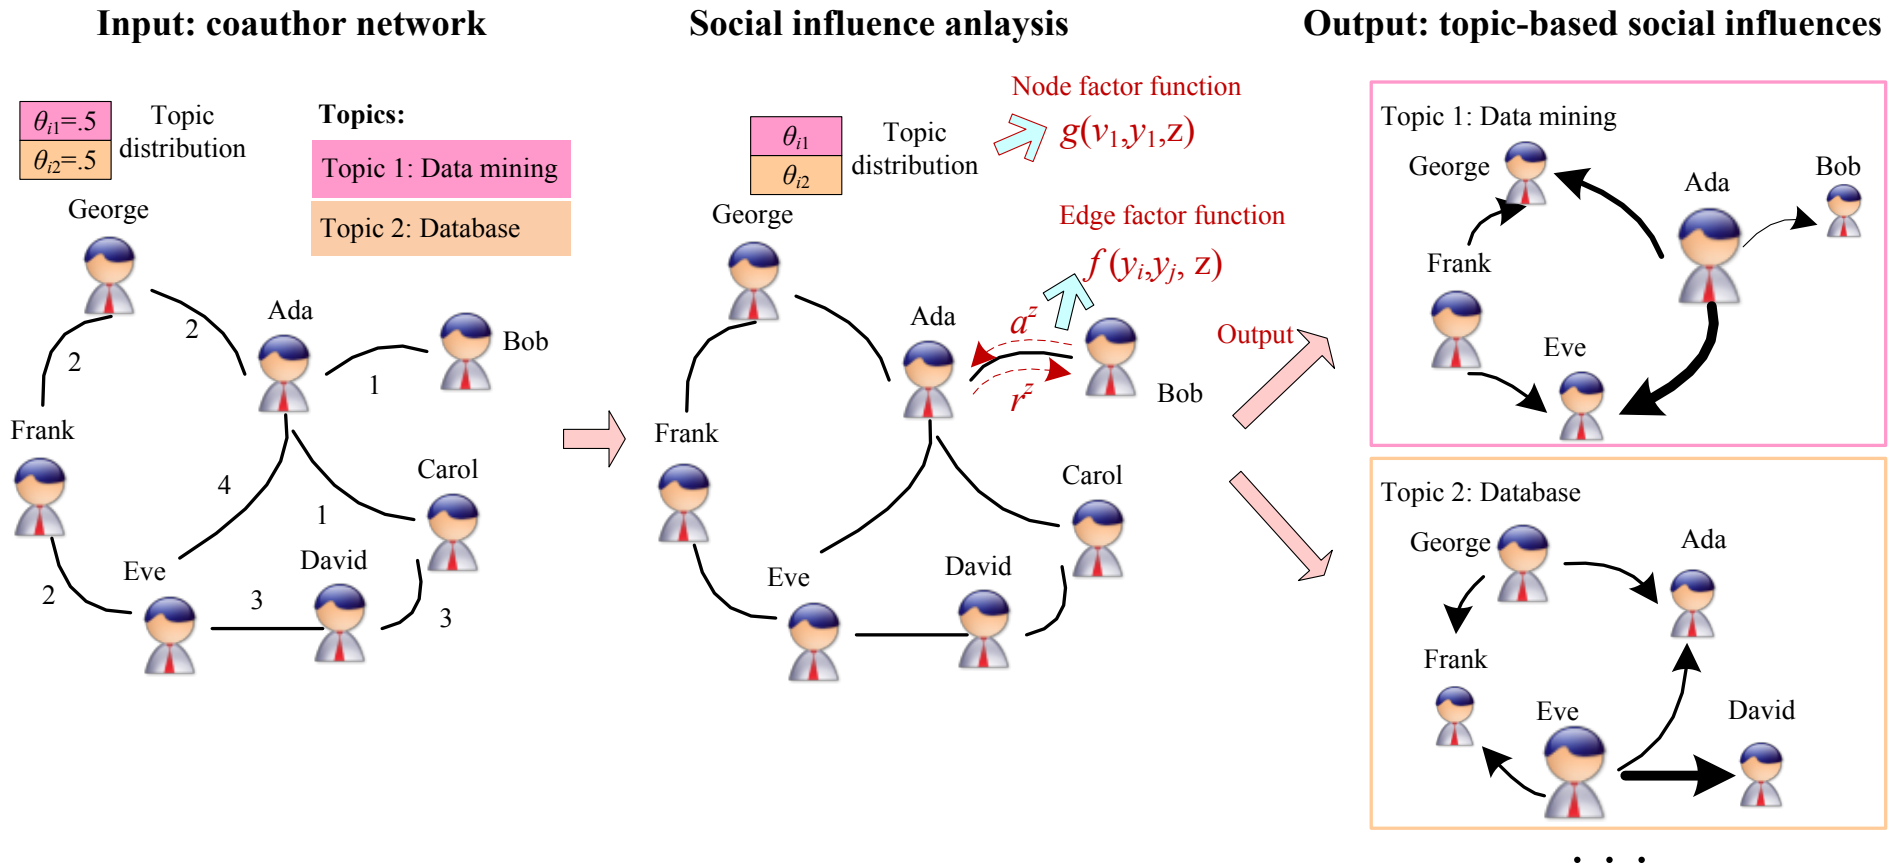 Input: coauthor network
θi1=.5
θi2=.5
Topic
distribution
Topics:
Topic 1: Data mining
Topic 2: Database
George
2
2
Ada
Bob
1
Frank
4
1
Carol
2
Eve
3
David
3
Social influence anlaysis
θi1
θi2
Topic
distribution
Node factor function
g(v1,y1,z)
Edge factor function
f (yi,yj, z)
George
Ada
az
rz
Bob
Frank
Carol
Eve
David
Output
Output: topic-based social influences
Topic 1: Data mining
George
Ada
Bob
Frank
Eve
Topic 2: Database
George
Ada
Frank
Eve
David
. . .